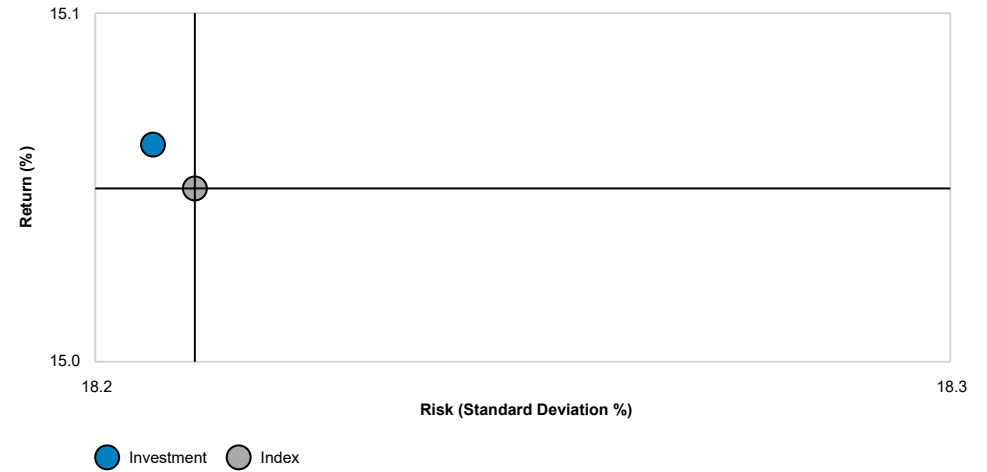 15.1
Return (%)
15.0
18.2
18.3
Risk (Standard Deviation %)
Investment
Index